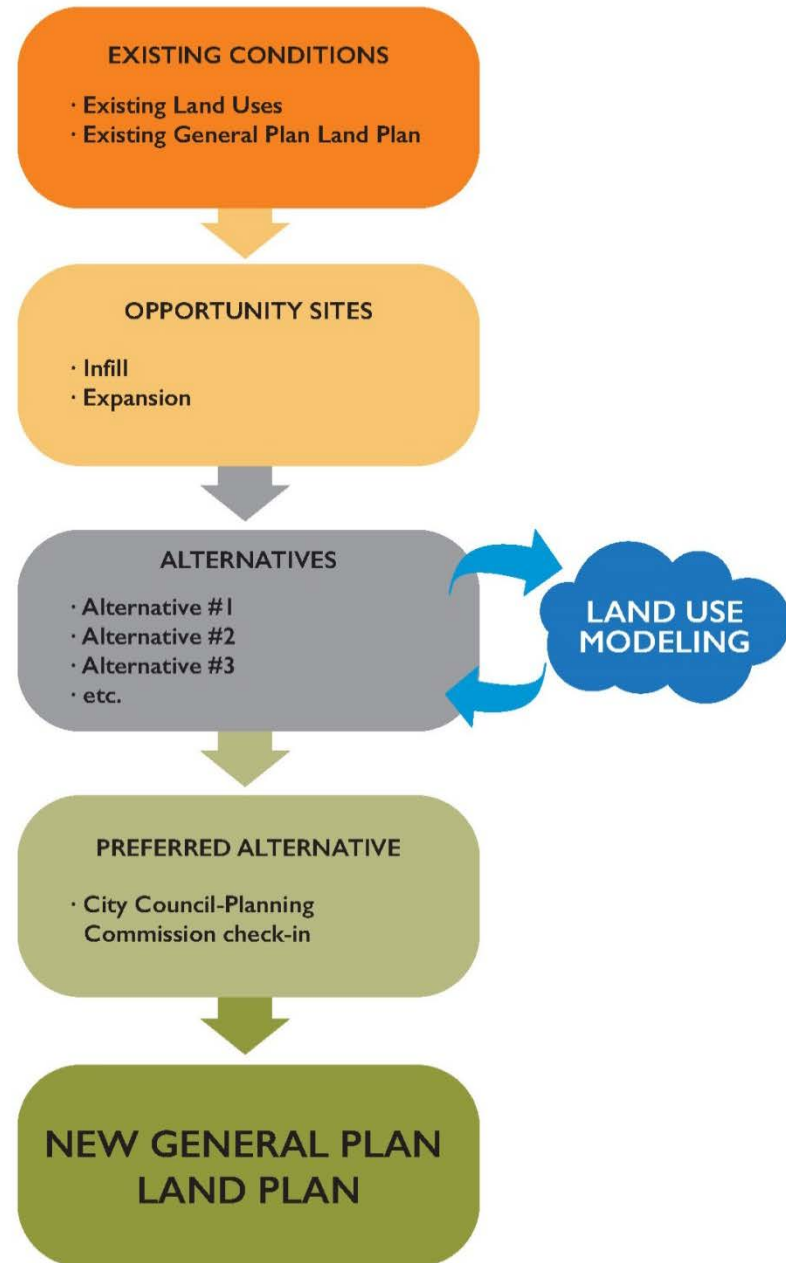 EXISTING CONDITIONS
· Existing Land Uses
· Existing General Plan Land Plan
OPPORTUNITY SITES
· Infill
· Expansion
ALTERNATIVES
· Alternative #1
· Alternative #2
· Alternative #3
· etc.
LAND USE
MODELING
PREFERRED ALTERNATIVE
· City Council-Planning
Commission check-in
NEW GENERAL PLAN
LAND PLAN